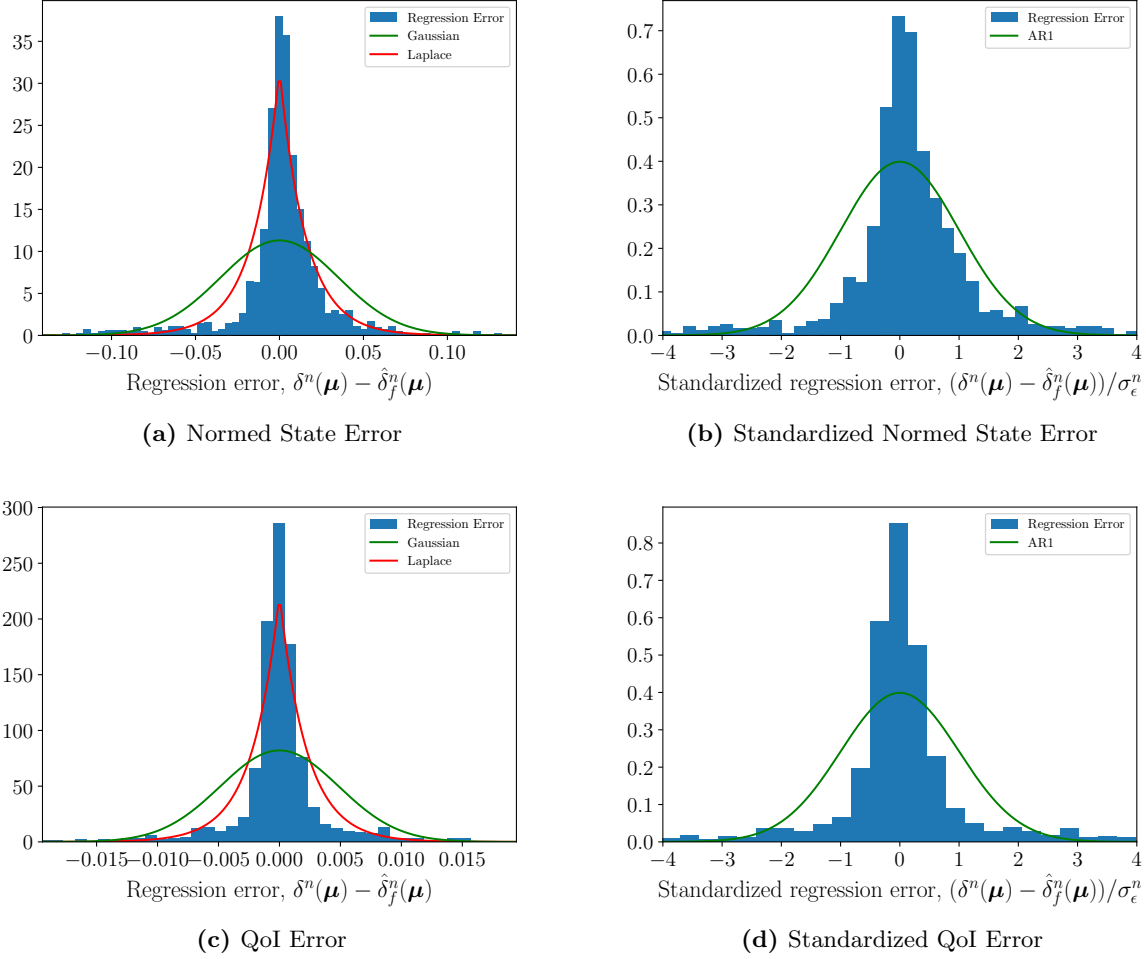 35
30
25
20
15
10
5
0
−0.10 −0.05 0.00 0.05 0.10
Regression Error
Gaussian
Laplace
Regression error, δⁿ(μ) − δ̂ⁿ_f(μ)
(a) Normed State Error
0.7
0.6
0.5
0.4
0.3
0.2
0.1
0.0
−4 −3 −2 −1 0 1 2 3 4
Regression Error
AR1
Standardized regression error, (δⁿ(μ) − δ̂ⁿ_f(μ))/σⁿ_ϵ
(b) Standardized Normed State Error
300
250
200
150
100
50
0
−0.015 −0.010 −0.005 0.000 0.005 0.010 0.015
Regression Error
Gaussian
Laplace
Regression error, δⁿ(μ) − δ̂ⁿ_f(μ)
(c) QoI Error
0.8
0.7
0.6
0.5
0.4
0.3
0.2
0.1
0.0
−4 −3 −2 −1 0 1 2 3 4
Regression Error
AR1
Standardized regression error, (δⁿ(μ) − δ̂ⁿ_f(μ))/σⁿ_ϵ
(d) Standardized QoI Error